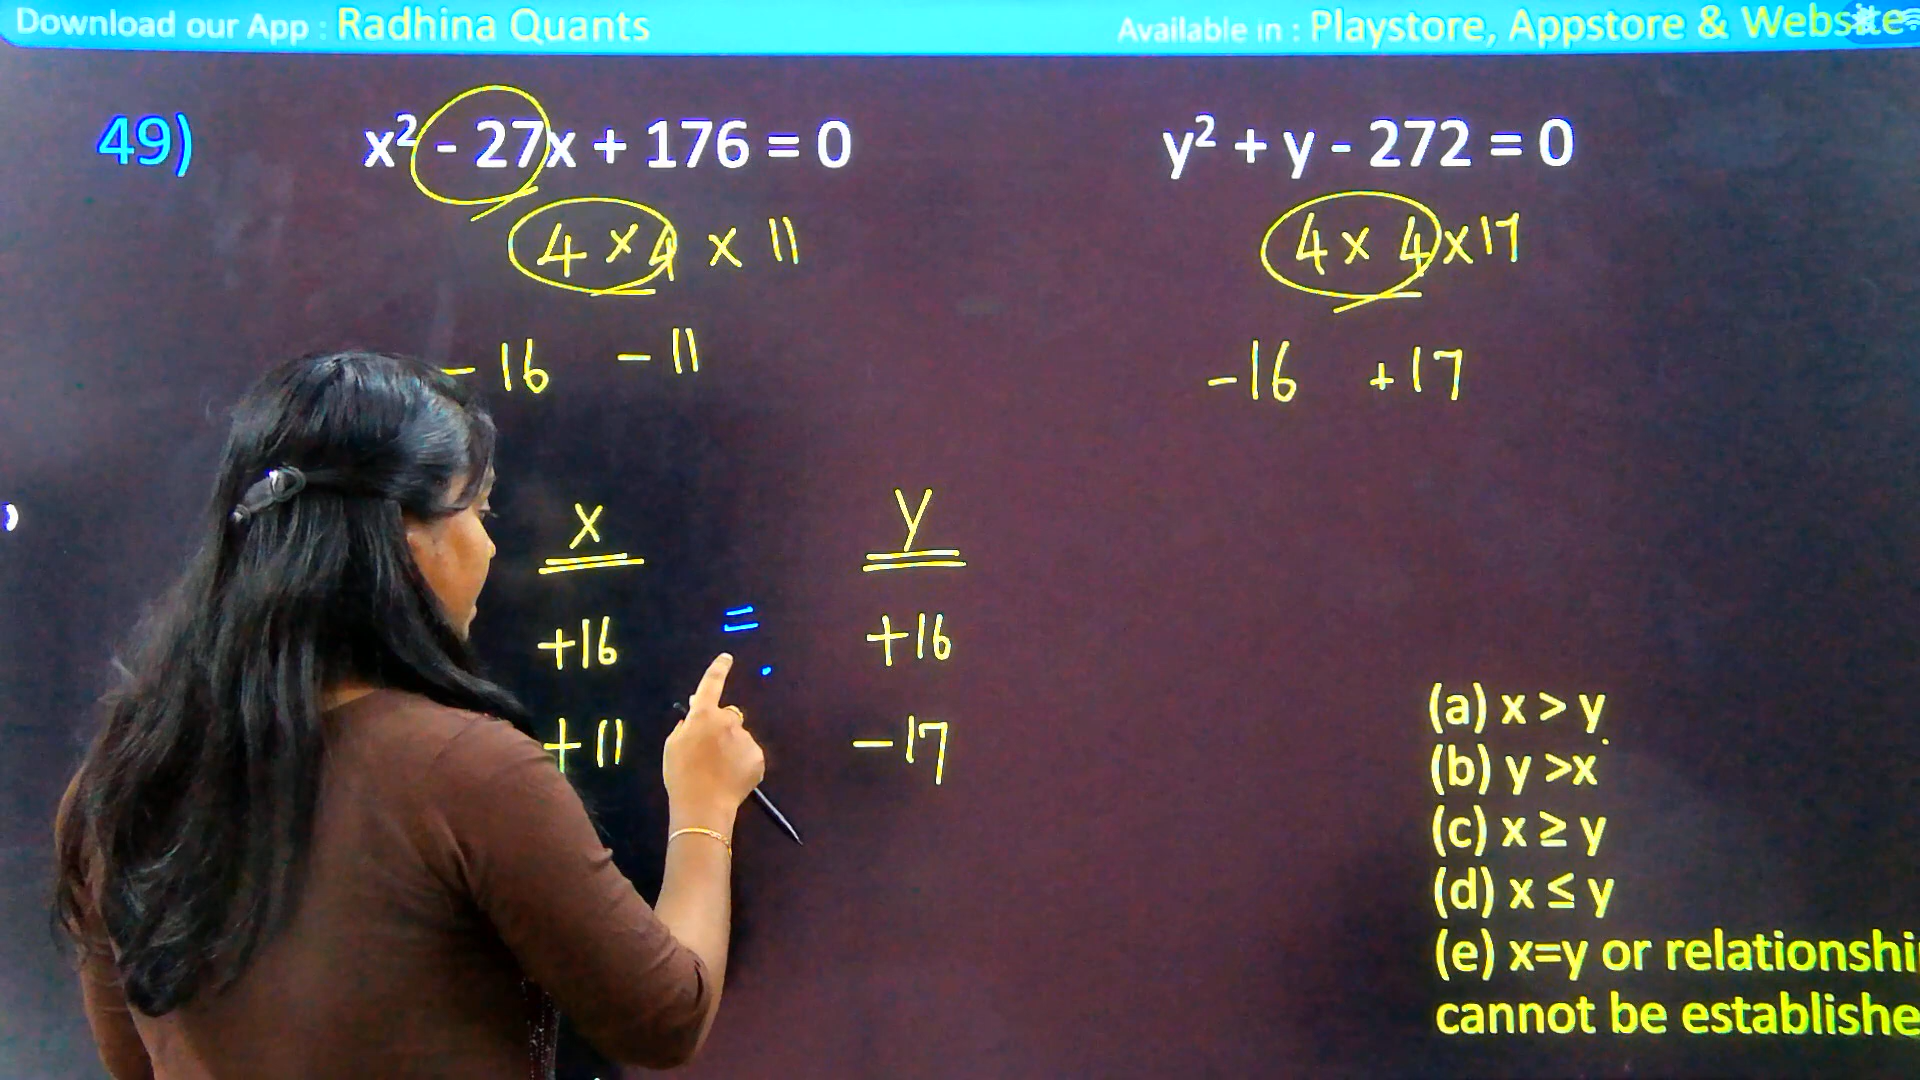 Download our App : Radhina Quants
Available in : Playstore, Appstore & Website
49)
x² - 27x + 176 = 0
y² + y - 272 = 0
4 x 4 x 11
4 x 4 x 17
- 16 - 11
-16 +17
x y
+16 = +16
+11 -17
(a) x > y
(b) y >x
(c) x ≥ y
(d) x ≤ y
(e) x=y or relationshi
cannot be establishe